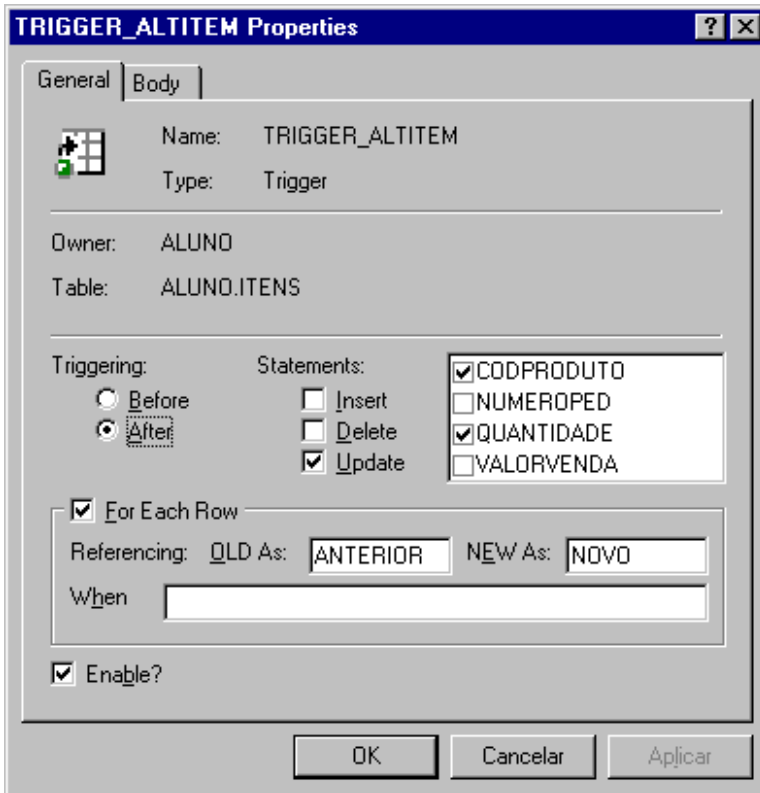 TRIGGER_ALTITEM Properties
General Body
Name: TRIGGER_ALTITEM
Type: Trigger
Owner: ALUNO
Table: ALUNO.ITENS
Triggering: Statements:
Before Insert
After Delete
Update
CODPRODUTO
NUMEROPED
QUANTIDADE
VALORVENDA
For Each Row
Referencing: OLD As: ANTERIOR NEW As: NOVO
When
Enable?
OK Cancelar Aplicar